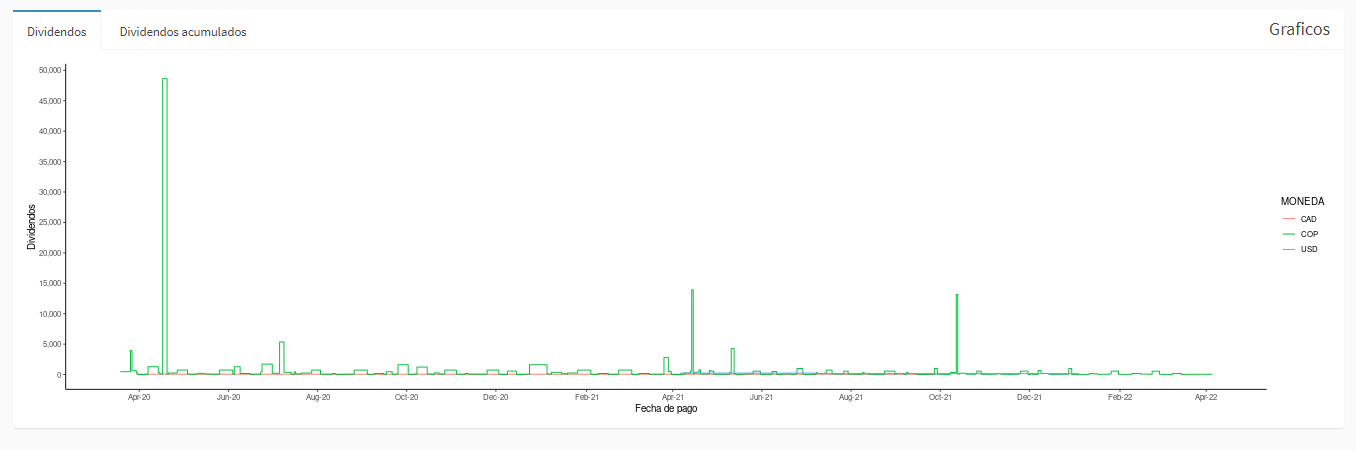 Dividendos
Dividendos acumulados
Graficos
50,000
45,000
40,000
35,000
30,000
25,000
20,000
15,000
10,000
5,000
0
Dividendos
Apr-20
Jun-20
Aug-20
Oct-20
Dec-20
Feb-21
Apr-21
Jun-21
Aug-21
Oct-21
Dec-21
Feb-22
Apr-22
Fecha de pago
MONEDA
CAD
COP
USD